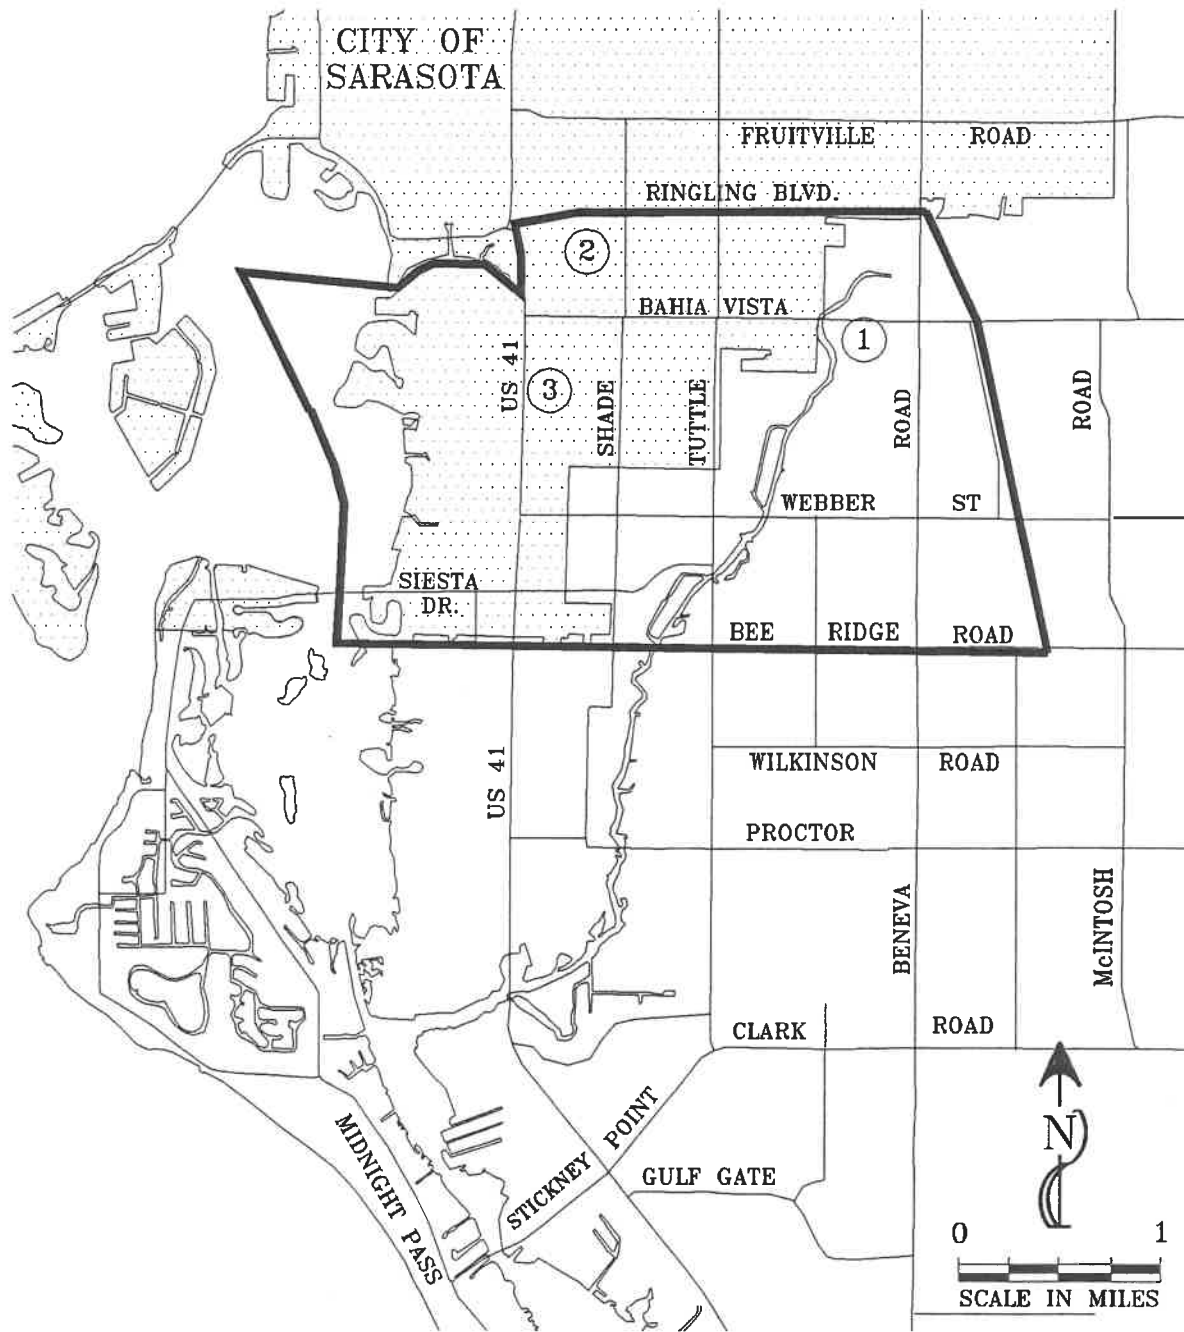 CITY OF
SARASOTA
FRUITVILLE ROAD
RINGLING BLVD.
2
BAHIA VISTA
1
US 41
3
SHADE
TUTTLE
ROAD
ROAD
WEBBER ST
SIESTA
DR.
BEE RIDGE ROAD
US 41
WILKINSON ROAD
PROCTOR
BENEVA
McINTOSH
CLARK ROAD
MIDNIGHT PASS
STICKNEY POINT
GULF GATE
N
0 1
SCALE IN MILES